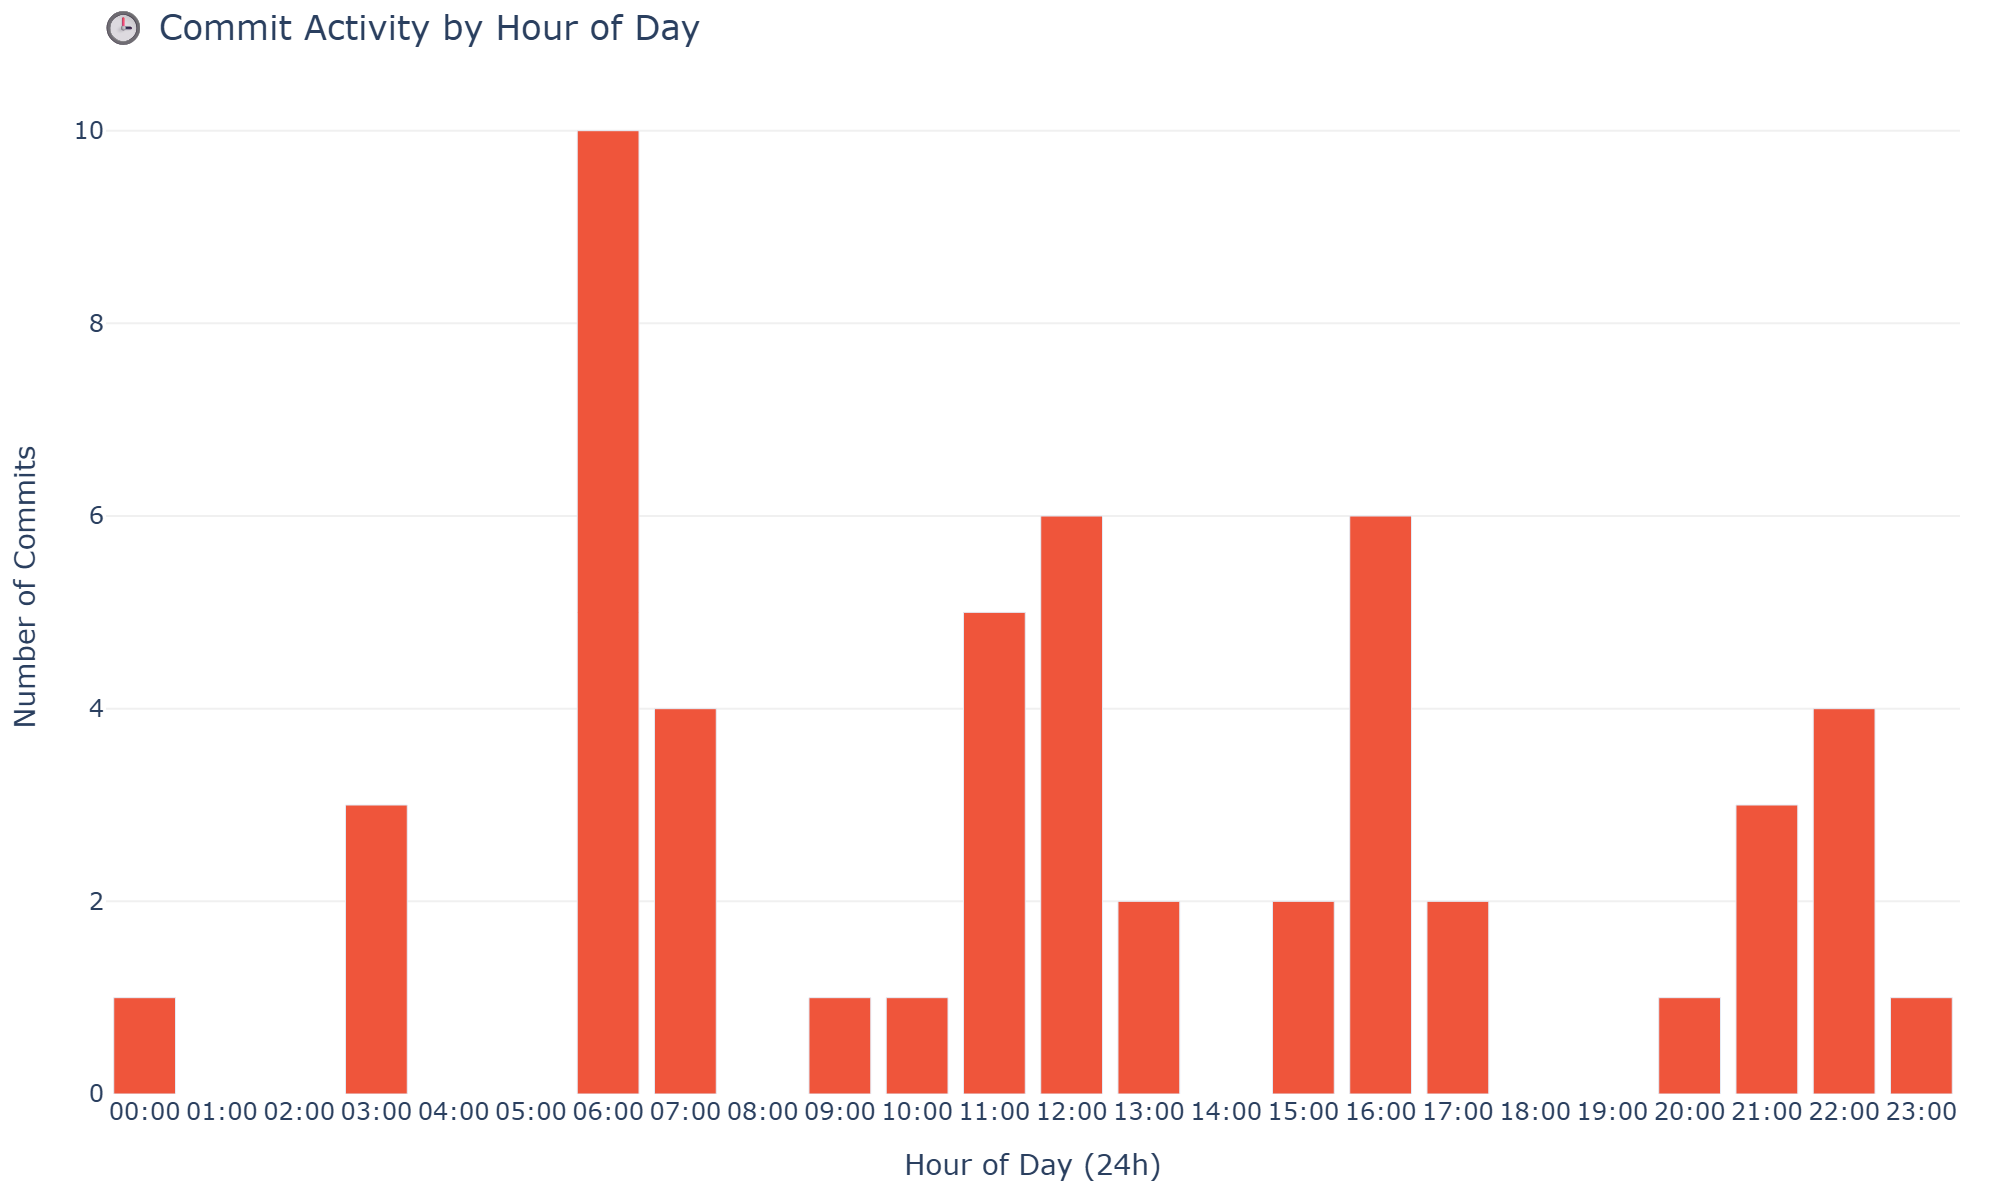 🕒 Commit Activity by Hour of Day
10
8
6
4
2
0
Number of Commits
00:00 01:00 02:00 03:00 04:00 05:00 06:00 07:00 08:00 09:00 10:00 11:00 12:00 13:00 14:00 15:00 16:00 17:00 18:00 19:00 20:00 21:00 22:00 23:00
Hour of Day (24h)